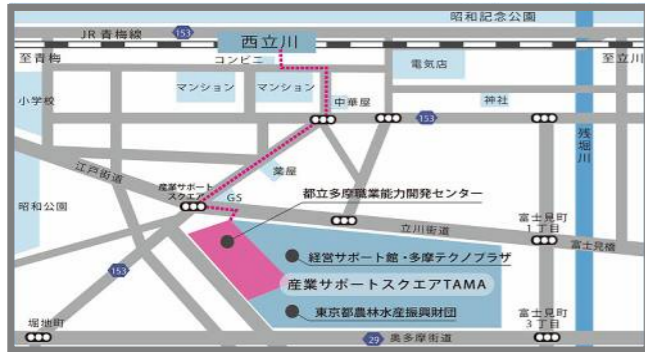 昭和記念公園
JR青梅線
153
西立川
至青梅
コンビニ
至立川
電気店
マンション
マンション
小学校
中華屋
神社
153
残堀川
薬屋
江戸街道
産業サポート
スクエア
GS
都立多摩職業能力開発センター
昭和公園
立川街道
富士見町
1丁目
富士見橋
経営サポート館・多摩テクノプラザ
153
産業サポートスクエアTAMA
東京都農林水産振興財団
堀地町
富士見町
3丁目
29
奥多摩街道